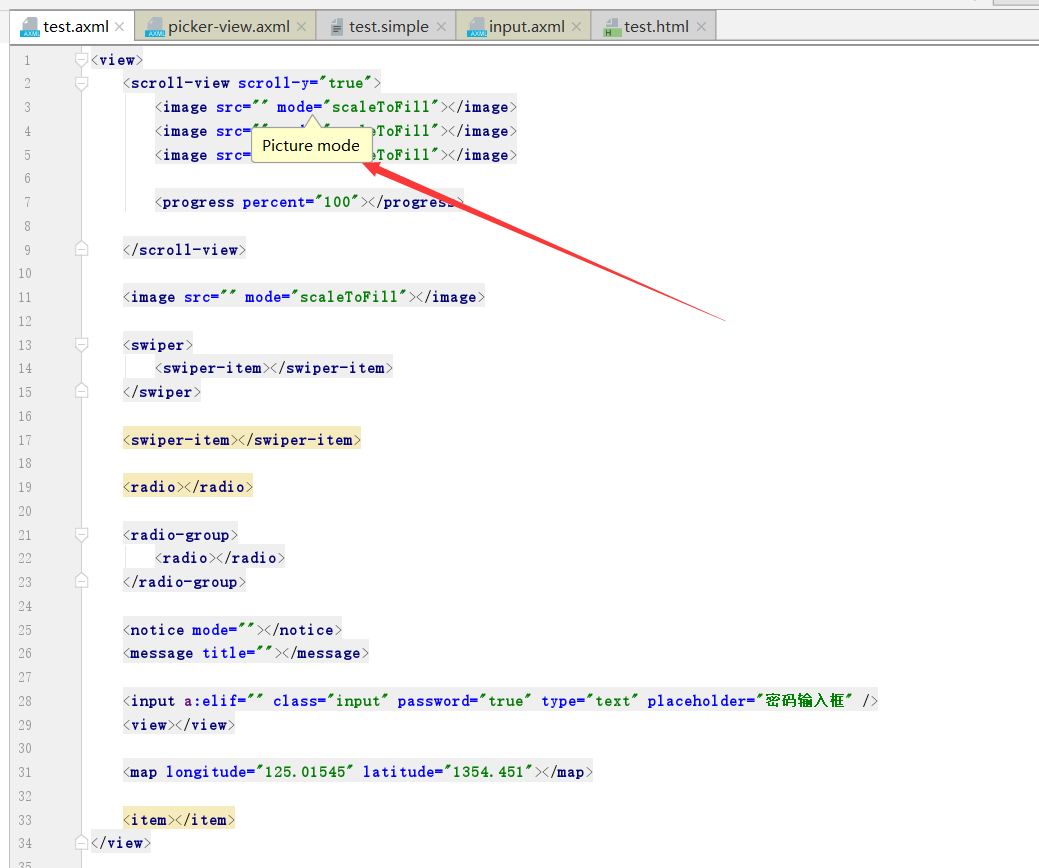 test.axml picker-view.axml test.simple input.axml test.html
1 <view>
2 <scroll-view scroll-y="true">
3 <image src="" mode="scaleToFill"></image>
4 <image src="" eToFill"></image>
Picture mode
5 <image src= eToFill"></image>
6
7 <progress percent="100"></progress>
8
9 </scroll-view>
10
11 <image src="" mode="scaleToFill"></image>
12
13 <swiper>
14 <swiper-item></swiper-item>
15 </swiper>
16
17 <swiper-item></swiper-item>
18
19 <radio></radio>
20
21 <radio-group>
22 <radio></radio>
23 </radio-group>
24
25 <notice mode=""></notice>
26 <message title=""></message>
27
28 <input a:elif="" class="input" password="true" type="text" placeholder="密码输入框" />
29 <view></view>
30
31 <map longitude="125.01545" latitude="1354.451"></map>
32
33 <item></item>
34 </view>
35